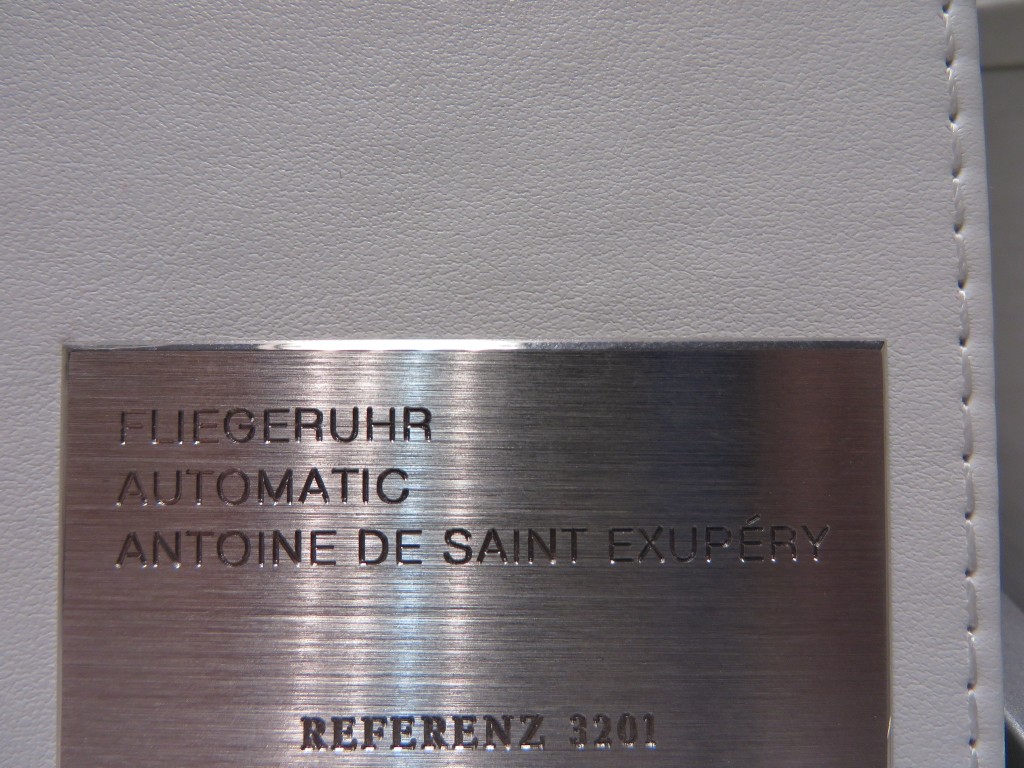 FLIEGERUHR
AUTOMATIC
ANTOINE DE SAINT EXUPÉRY
REFERENZ 3201